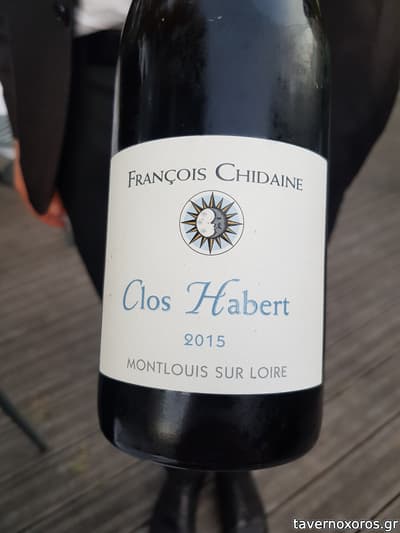 FRANÇOIS CHIDAINE
Clos Habert
2015
MONTLOUIS SUR LOIRE
tavernoxoros.gr